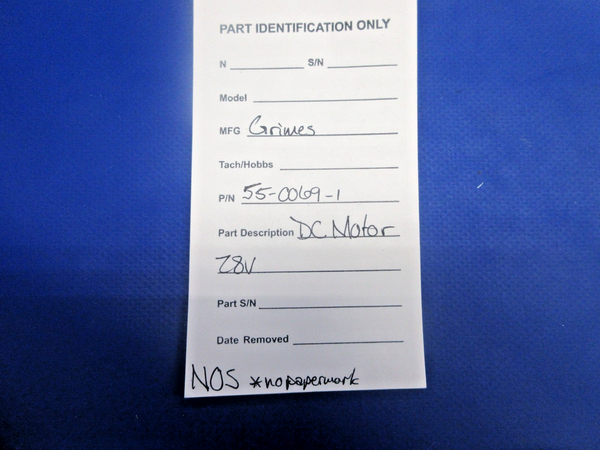 PART IDENTIFICATION ONLY
N S/N
Model
MFG Grimes
Tach/Hobbs
P/N 55-0069-1
Part Description DC Motor
28V
Part S/N
Date Removed
NOS *no paperwork